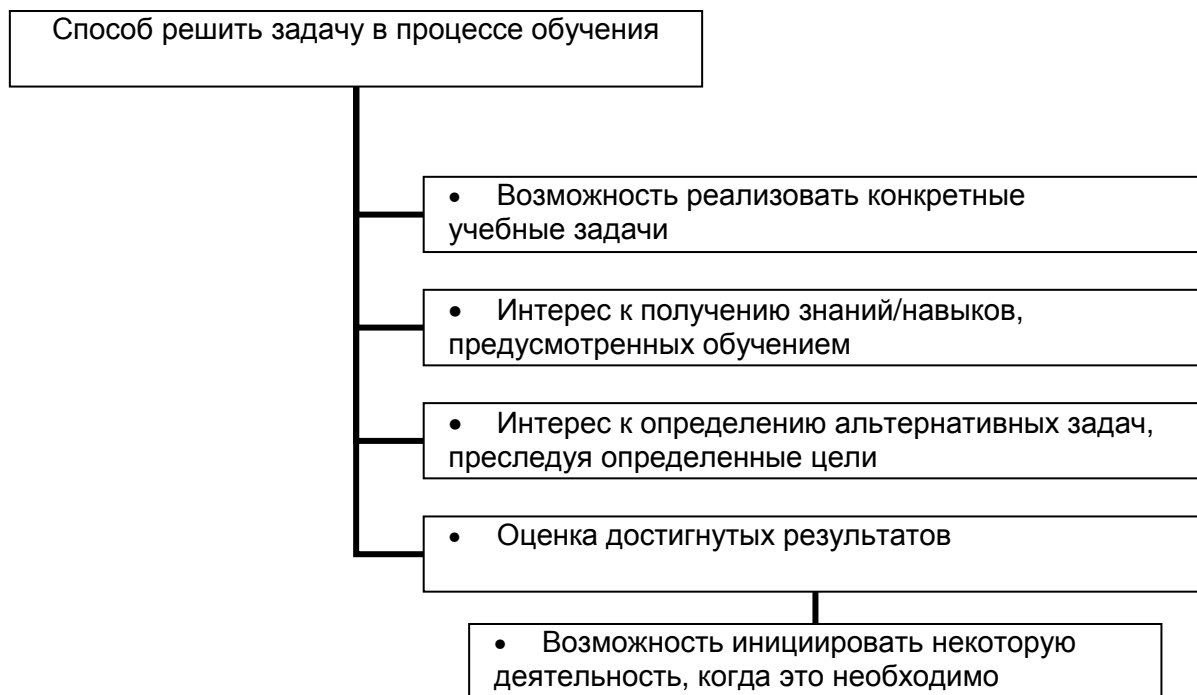 Способ решить задачу в процессе обучения
• Возможность реализовать конкретные
учебные задачи
• Интерес к получению знаний/навыков,
предусмотренных обучением
• Интерес к определению альтернативных задач,
преследуя определенные цели
• Оценка достигнутых результатов
• Возможность инициировать некоторую
деятельность, когда это необходимо